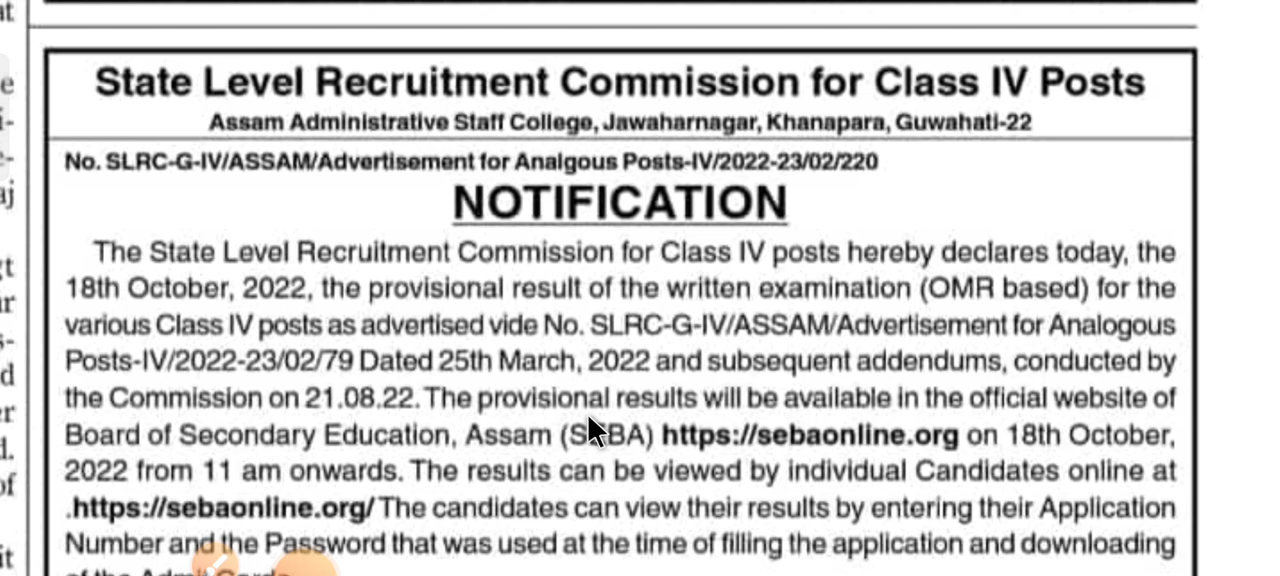 State Level Recruitment Commission for Class IV Posts
Assam Administrative Staff College, Jawaharnagar, Khanapara, Guwahati-22
No. SLRC-G-IV/ASSAM/Advertisement for Analgous Posts-IV/2022-23/02/220
NOTIFICATION
The State Level Recruitment Commission for Class IV posts hereby declares today, the
18th October, 2022, the provisional result of the written examination (OMR based) for the
various Class IV posts as advertised vide No. SLRC-G-IV/ASSAM/Advertisement for Analogous
Posts-IV/2022-23/02/79 Dated 25th March, 2022 and subsequent addendums, conducted by
the Commission on 21.08.22. The provisional results will be available in the official website of
Board of Secondary Education, Assam (SEBA) https://sebaonline.org on 18th October,
2022 from 11 am onwards. The results can be viewed by individual Candidates online at
.https://sebaonline.org/ The candidates can view their results by entering their Application
Number and the Password that was used at the time of filling the application and downloading